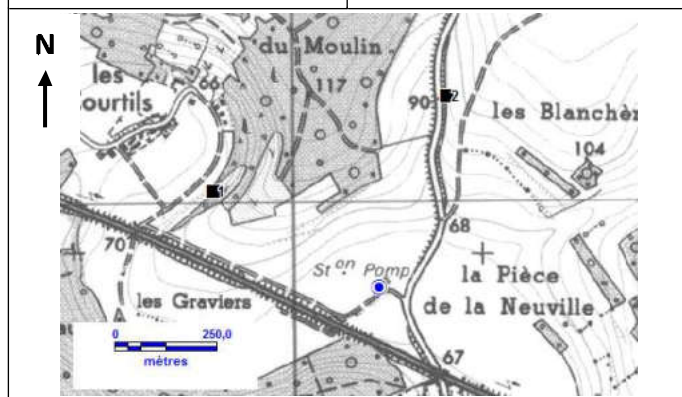 N
du Moulin
les
ourtils
66
117
90
2
les Blanchèr
104
1
70
68
St.on Pomp
la Pièce
de la Neuville
les Graviers
0 250,0
mètres
67